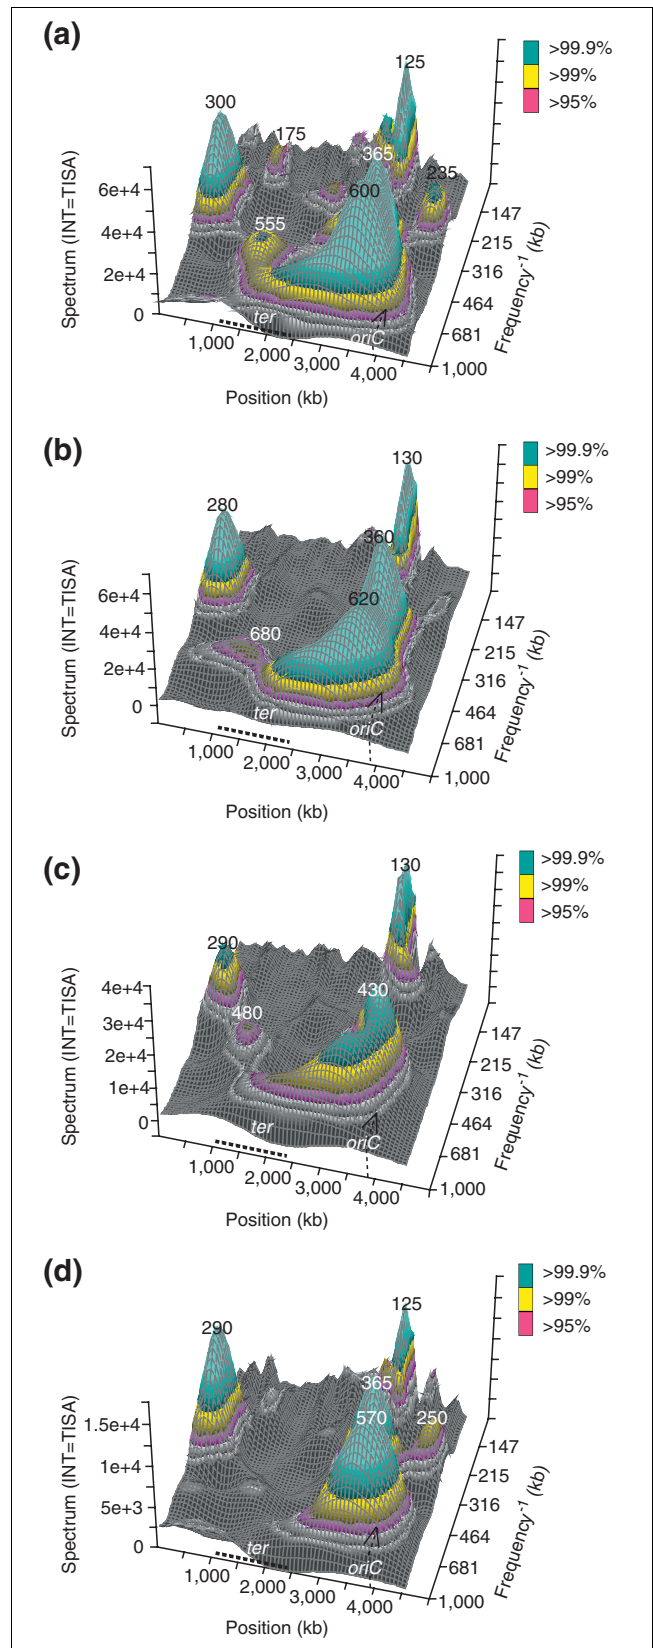 (a)
>99.9%
>99%
>95%
125
300
175
365
235
600
555
6e+4
4e+4
2e+4
0
Spectrum (INT=TISA)
147
215
316
464
681
1,000
Frequency-1 (kb)
ter
oriC
1,000
2,000
3,000
4,000
Position (kb)
(b)
>99.9%
>99%
>95%
130
280
360
620
680
6e+4
4e+4
2e+4
0
Spectrum (INT=TISA)
147
215
316
464
681
1,000
Frequency-1 (kb)
ter
oriC
1,000
2,000
3,000
4,000
Position (kb)
(c)
>99.9%
>99%
>95%
130
290
430
480
4e+4
3e+4
2e+4
1e+4
0
Spectrum (INT=TISA)
147
215
316
464
681
1,000
Frequency-1 (kb)
ter
oriC
1,000
2,000
3,000
4,000
Position (kb)
(d)
>99.9%
>99%
>95%
125
290
365
570
250
1.5e+4
1e+4
5e+3
0
Spectrum (INT=TISA)
147
215
316
464
681
1,000
Frequency-1 (kb)
ter
oriC
1,000
2,000
3,000
4,000
Position (kb)